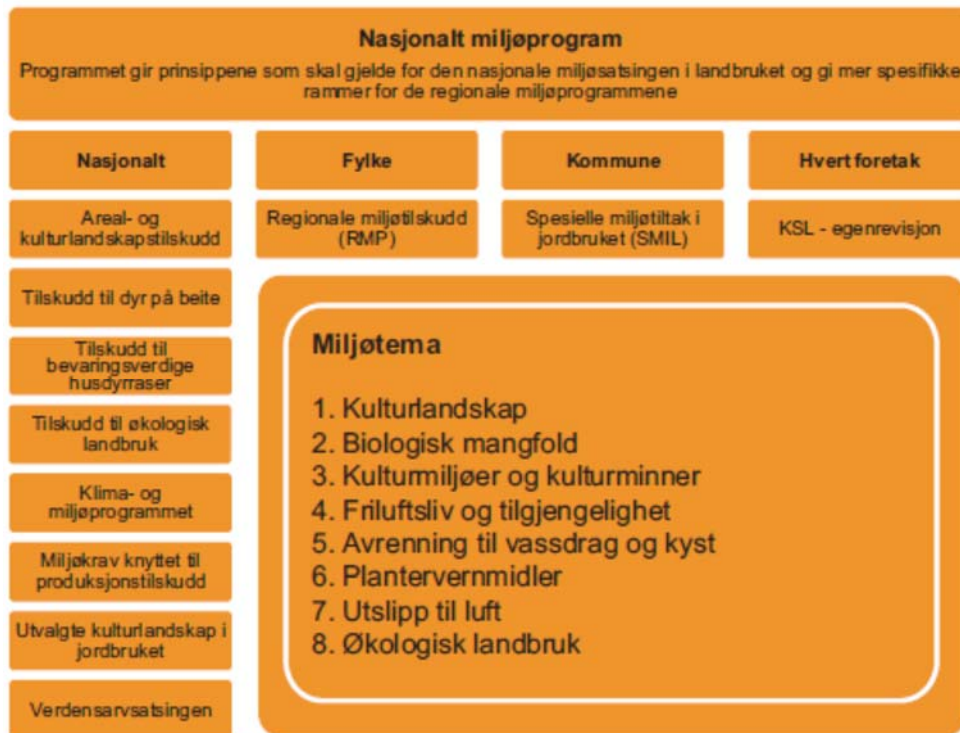 Nasjonalt miljøprogram
Programmet gir prinsippene som skal gjelde for den nasjonale miljøsatsingen i landbruket og gi mer spesifikke
rammer for de regionale miljøprogrammene
Nasjonalt
Fylke
Kommune
Hvert foretak
Areal- og
kulturlandskapstilskudd
Regionale miljøtilskudd
(RMP)
Spesielle miljøtiltak i
jordbruket (SMIL)
KSL - egenrevisjon
Tilskudd til dyr på beite
Tilskudd til
bevaringsverdige
husdyrraser
Tilskudd til økologisk
landbruk
Klima- og
miljøprogrammet
Miljøkrav knyttet til
produksjonstilskudd
Utvalgte kulturlandskap i
jordbruket
Verdensarvsatsingen
Miljøtema
1. Kulturlandskap
2. Biologisk mangfold
3. Kulturmiljøer og kulturminner
4. Friluftsliv og tilgjengelighet
5. Avrenning til vassdrag og kyst
6. Plantervernmidler
7. Utslipp til luft
8. Økologisk landbruk